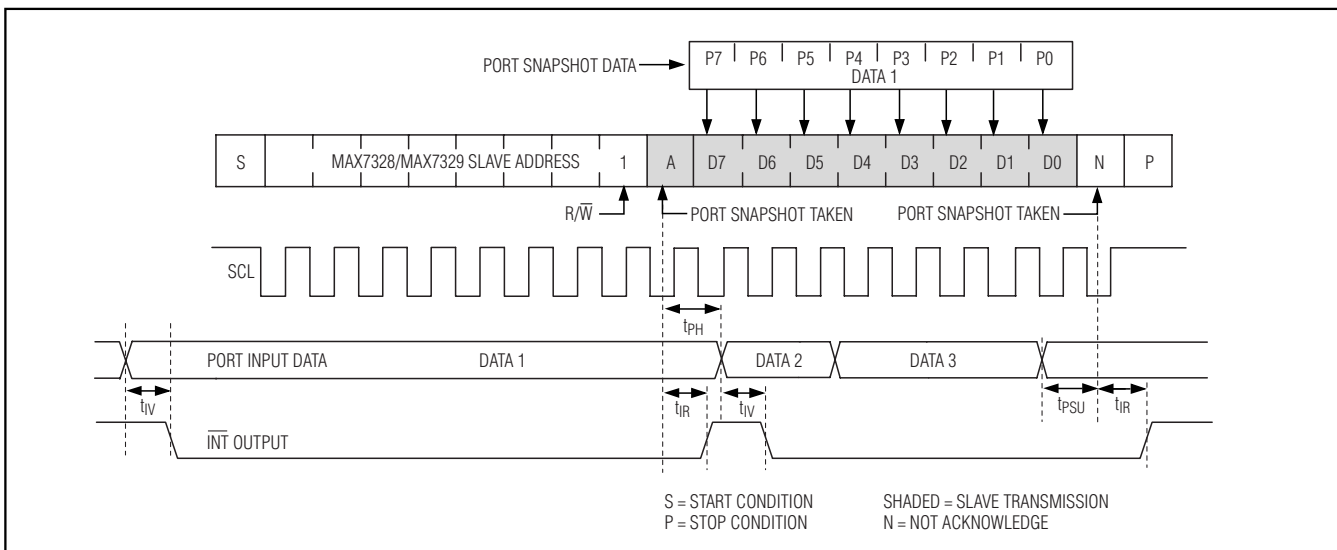 PORT SNAPSHOT DATA P7 P6 P5 P4 P3 P2 P1 P0
DATA 1
S MAX7328/MAX7329 SLAVE ADDRESS 1 A D7 D6 D5 D4 D3 D2 D1 D0 N P
R/W̅ PORT SNAPSHOT TAKEN PORT SNAPSHOT TAKEN
SCL
tPH
PORT INPUT DATA DATA 1 DATA 2 DATA 3
tIV tIR tIV tPSU tIR
I̅N̅T̅ OUTPUT
S = START CONDITION SHADED = SLAVE TRANSMISSION
P = STOP CONDITION N = NOT ACKNOWLEDGE